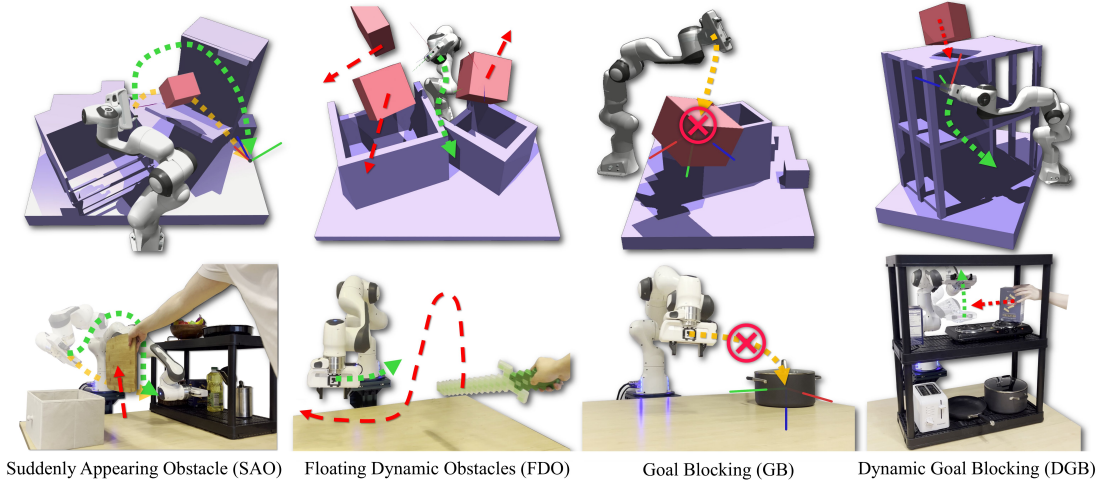 Suddenly Appearing Obstacle (SAO)
Floating Dynamic Obstacles (FDO)
Goal Blocking (GB)
Dynamic Goal Blocking (DGB)